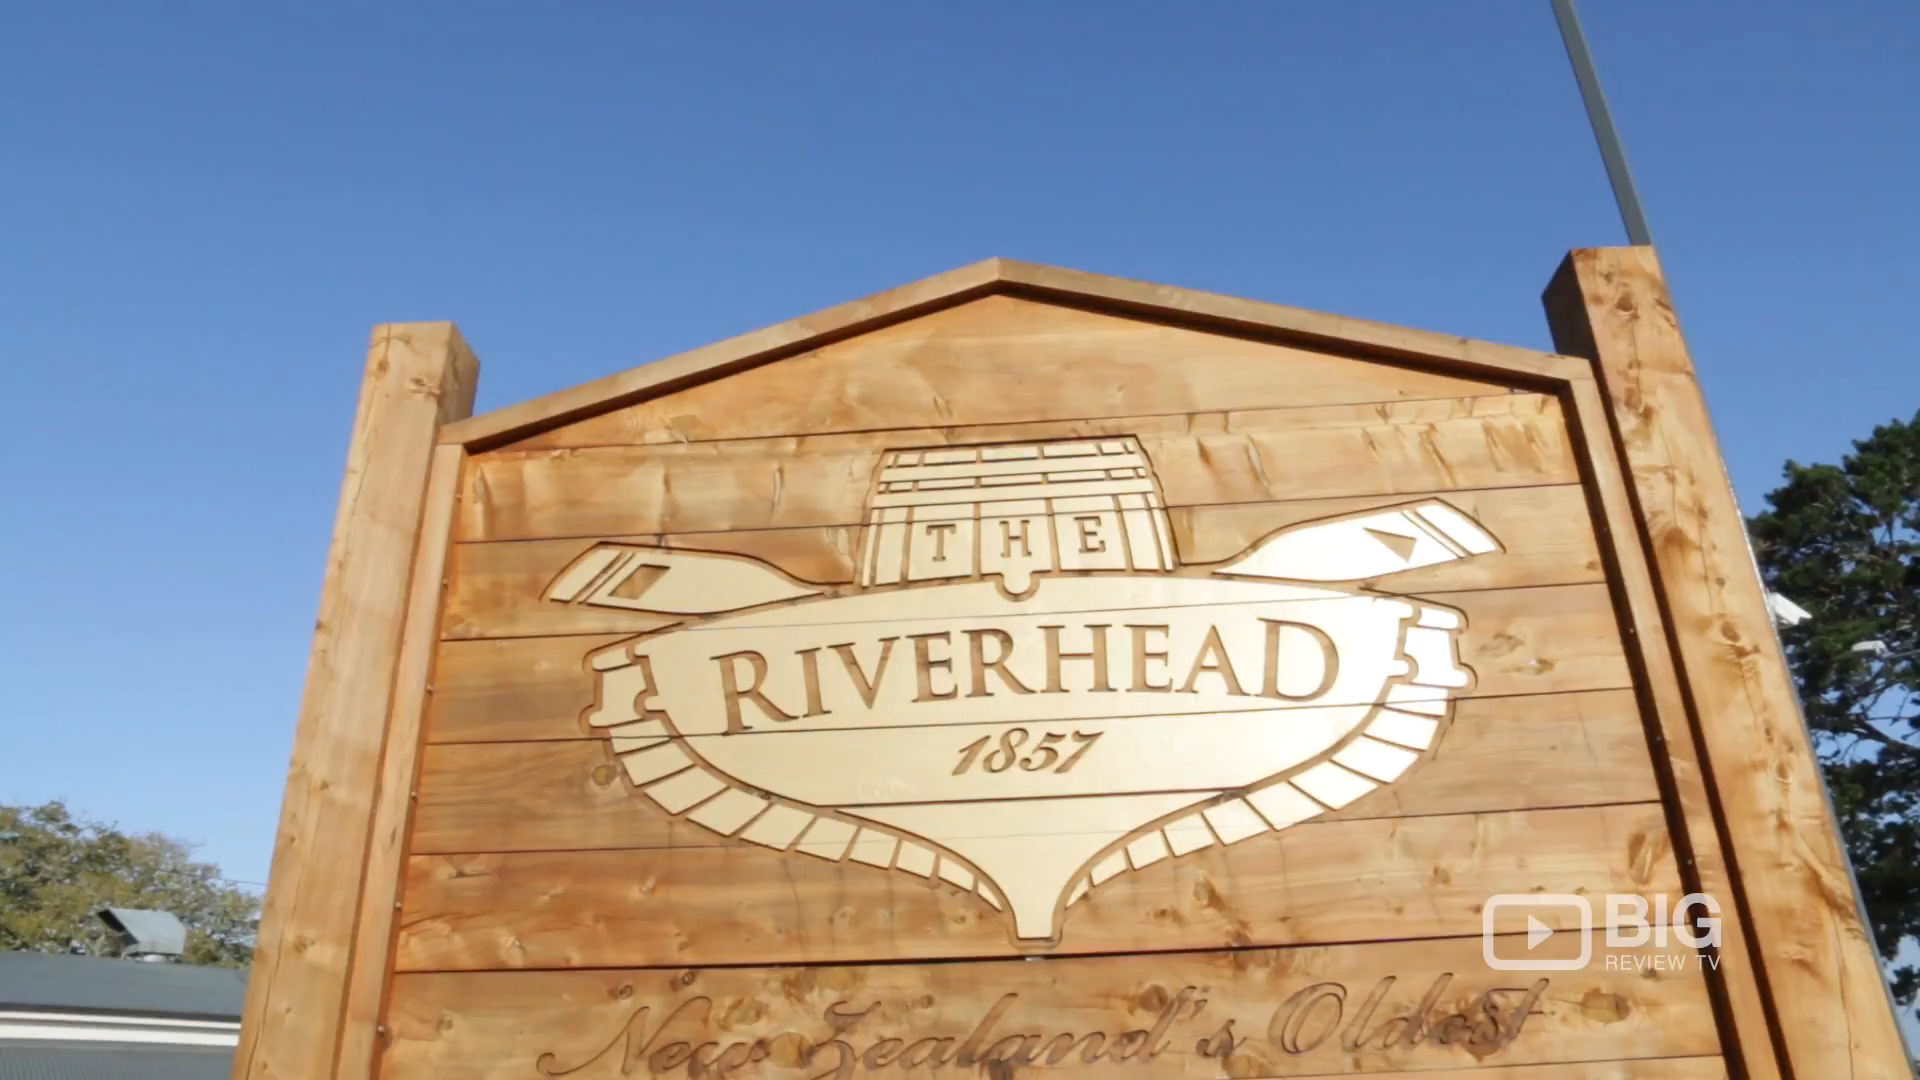 THE
RIVERHEAD
1857
New Zealand's Oldest
BIG
REVIEW TV